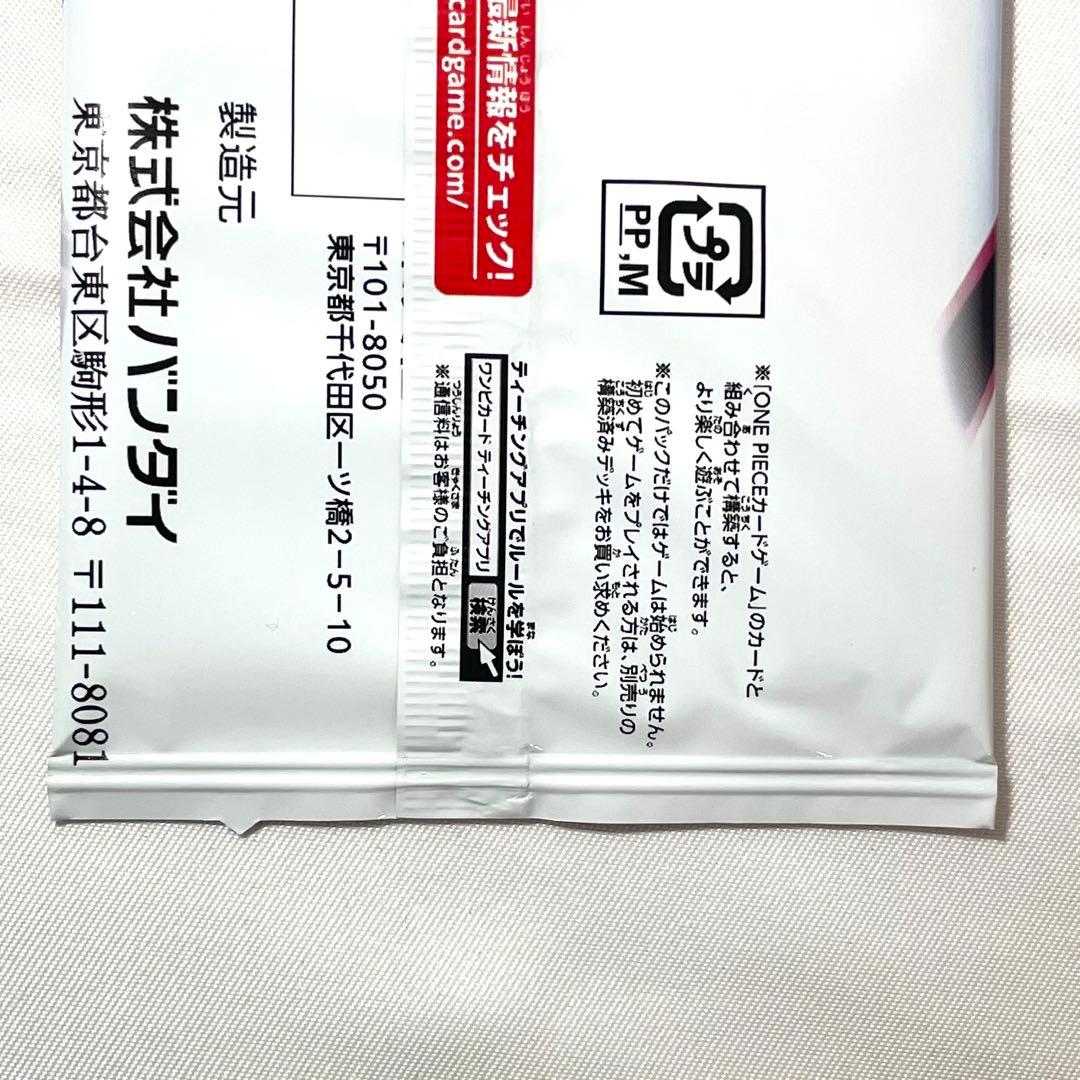 ※「ONE PIECEカードゲーム」のカードと
組み合わせて構築すると、
より楽しく遊ぶことができます。
※このパックだけではゲームは始められません。
初めてゲームをプレイされる方は、別売りの
構築済みデッキをお買い求めください。
プラ
PP,M
最新情報をチェック!
cardgame.com/
ティーチングアプリでルールを学ぼう!
ワンピカード ティーチングアプリ 検索
※通信料はお客様のご負担となります。
〒101-8050
東京都千代田区一ツ橋2-5-10
製造元
株式会社バンダイ
東京都台東区駒形1-4-8 〒111-8081